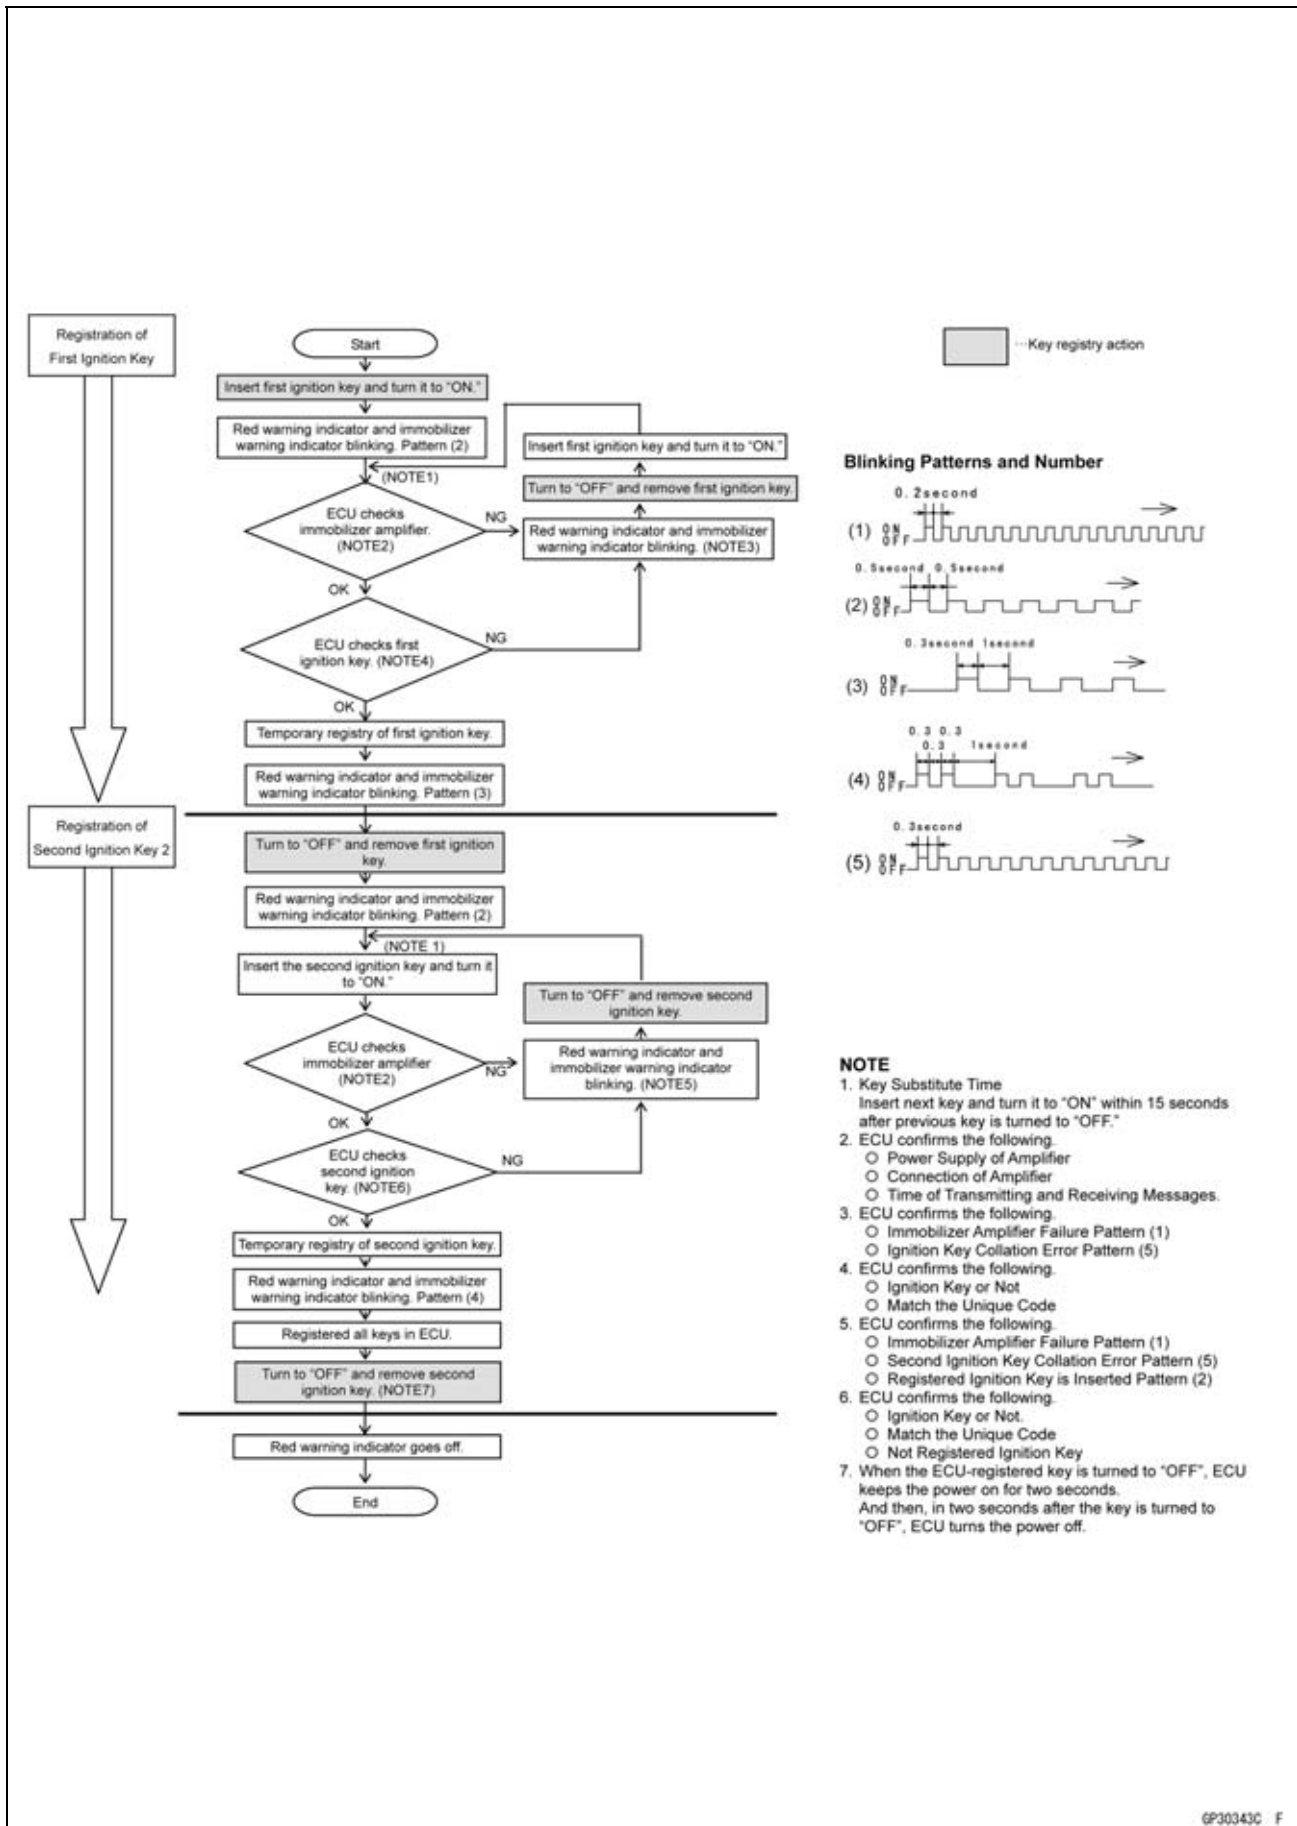 Registration of
First Ignition Key
Start
Insert first ignition key and turn it to “ON.”
Red warning indicator and immobilizer
warning indicator blinking. Pattern (2)
(NOTE1)
Insert first ignition key and turn it to “ON.”
Turn to “OFF” and remove first ignition key.
ECU checks
immobilizer amplifier.
(NOTE2)
NG
Red warning indicator and immobilizer
warning indicator blinking. (NOTE3)
OK
ECU checks first
ignition key. (NOTE4)
NG
OK
Temporary registry of first ignition key.
Red warning indicator and immobilizer
warning indicator blinking. Pattern (3)
Registration of
Second Ignition Key 2
Turn to “OFF” and remove first ignition
key.
Red warning indicator and immobilizer
warning indicator blinking. Pattern (2)
(NOTE 1)
Insert the second ignition key and turn it
to “ON.”
Turn to “OFF” and remove second
ignition key.
ECU checks
immobilizer amplifier
(NOTE2)
NG
Red warning indicator and
immobilizer warning indicator
blinking. (NOTE5)
OK
ECU checks
second ignition
key. (NOTE6)
NG
OK
Temporary registry of second ignition key.
Red warning indicator and immobilizer
warning indicator blinking. Pattern (4)
Registered all keys in ECU.
Turn to “OFF” and remove second
ignition key. (NOTE7)
Red warning indicator goes off.
End
···Key registry action
Blinking Patterns and Number
0.2second
(1) ON
OFF
0.5second 0.5second
(2) ON
OFF
0.3second 1second
(3) ON
OFF
0.3 0.3
0.3 1second
(4) ON
OFF
0.3second
(5) ON
OFF
NOTE
1. Key Substitute Time
Insert next key and turn it to “ON” within 15 seconds
after previous key is turned to “OFF.”
2. ECU confirms the following.
○ Power Supply of Amplifier
○ Connection of Amplifier
○ Time of Transmitting and Receiving Messages.
3. ECU confirms the following.
○ Immobilizer Amplifier Failure Pattern (1)
○ Ignition Key Collation Error Pattern (5)
4. ECU confirms the following.
○ Ignition Key or Not
○ Match the Unique Code
5. ECU confirms the following.
○ Immobilizer Amplifier Failure Pattern (1)
○ Second Ignition Key Collation Error Pattern (5)
○ Registered Ignition Key is Inserted Pattern (2)
6. ECU confirms the following.
○ Ignition Key or Not.
○ Match the Unique Code
○ Not Registered Ignition Key
7. When the ECU-registered key is turned to “OFF”, ECU
keeps the power on for two seconds.
And then, in two seconds after the key is turned to
“OFF”, ECU turns the power off.
GP30343C F